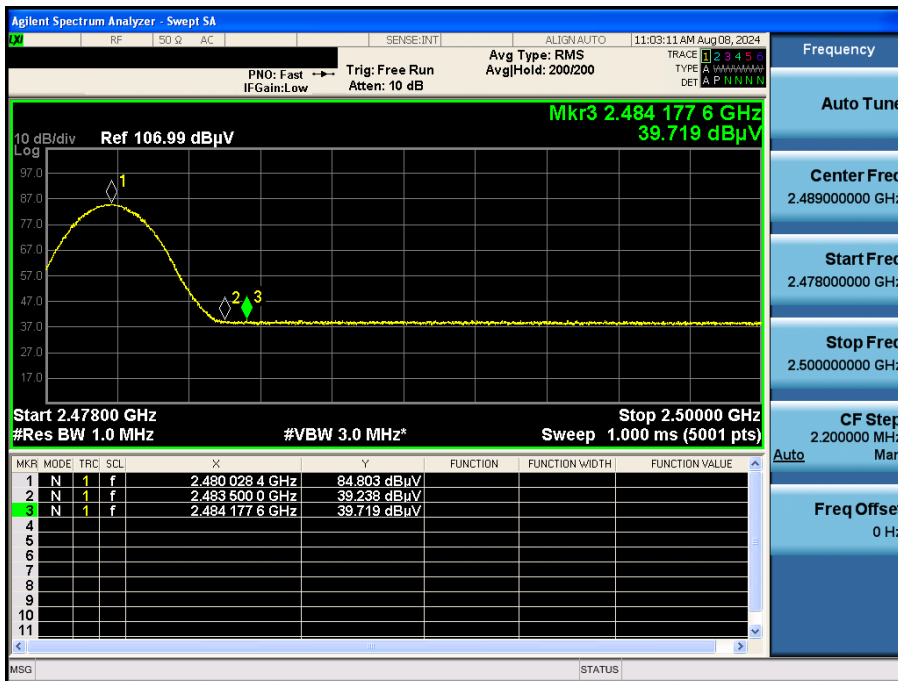 Agilent Spectrum Analyzer - Swept SA
LXI RF 50 Ω AC SENSE:INT ALIGNAUTO 11:03:11 AM Aug 08, 2024
PNO: Fast Trig: Free Run Avg Type: RMS TRACE 1 2 3 4 5 6
IFGain:Low Atten: 10 dB Avg|Hold: 200/200 TYPE A WWWWW
DET A P N N N N
Frequency
Auto Tune
Mkr3 2.484 177 6 GHz
39.719 dBµV
10 dB/div Ref 106.99 dBµV
Log
97.0
87.0
77.0
67.0
57.0
47.0
37.0
27.0
17.0
1
2
3
Start 2.47800 GHz Stop 2.50000 GHz
#Res BW 1.0 MHz #VBW 3.0 MHz* Sweep 1.000 ms (5001 pts)
MKR MODE TRC SCL X Y FUNCTION FUNCTION WIDTH FUNCTION VALUE
1 N 1 f 2.480 028 4 GHz 84.803 dBµV
2 N 1 f 2.483 500 0 GHz 39.238 dBµV
3 N 1 f 2.484 177 6 GHz 39.719 dBµV
4
5
6
7
8
9
10
11
MSG STATUS
Center Freq
2.489000000 GHz
Start Freq
2.478000000 GHz
Stop Freq
2.500000000 GHz
CF Step
2.200000 MHz
Auto Man
Freq Offset
0 Hz